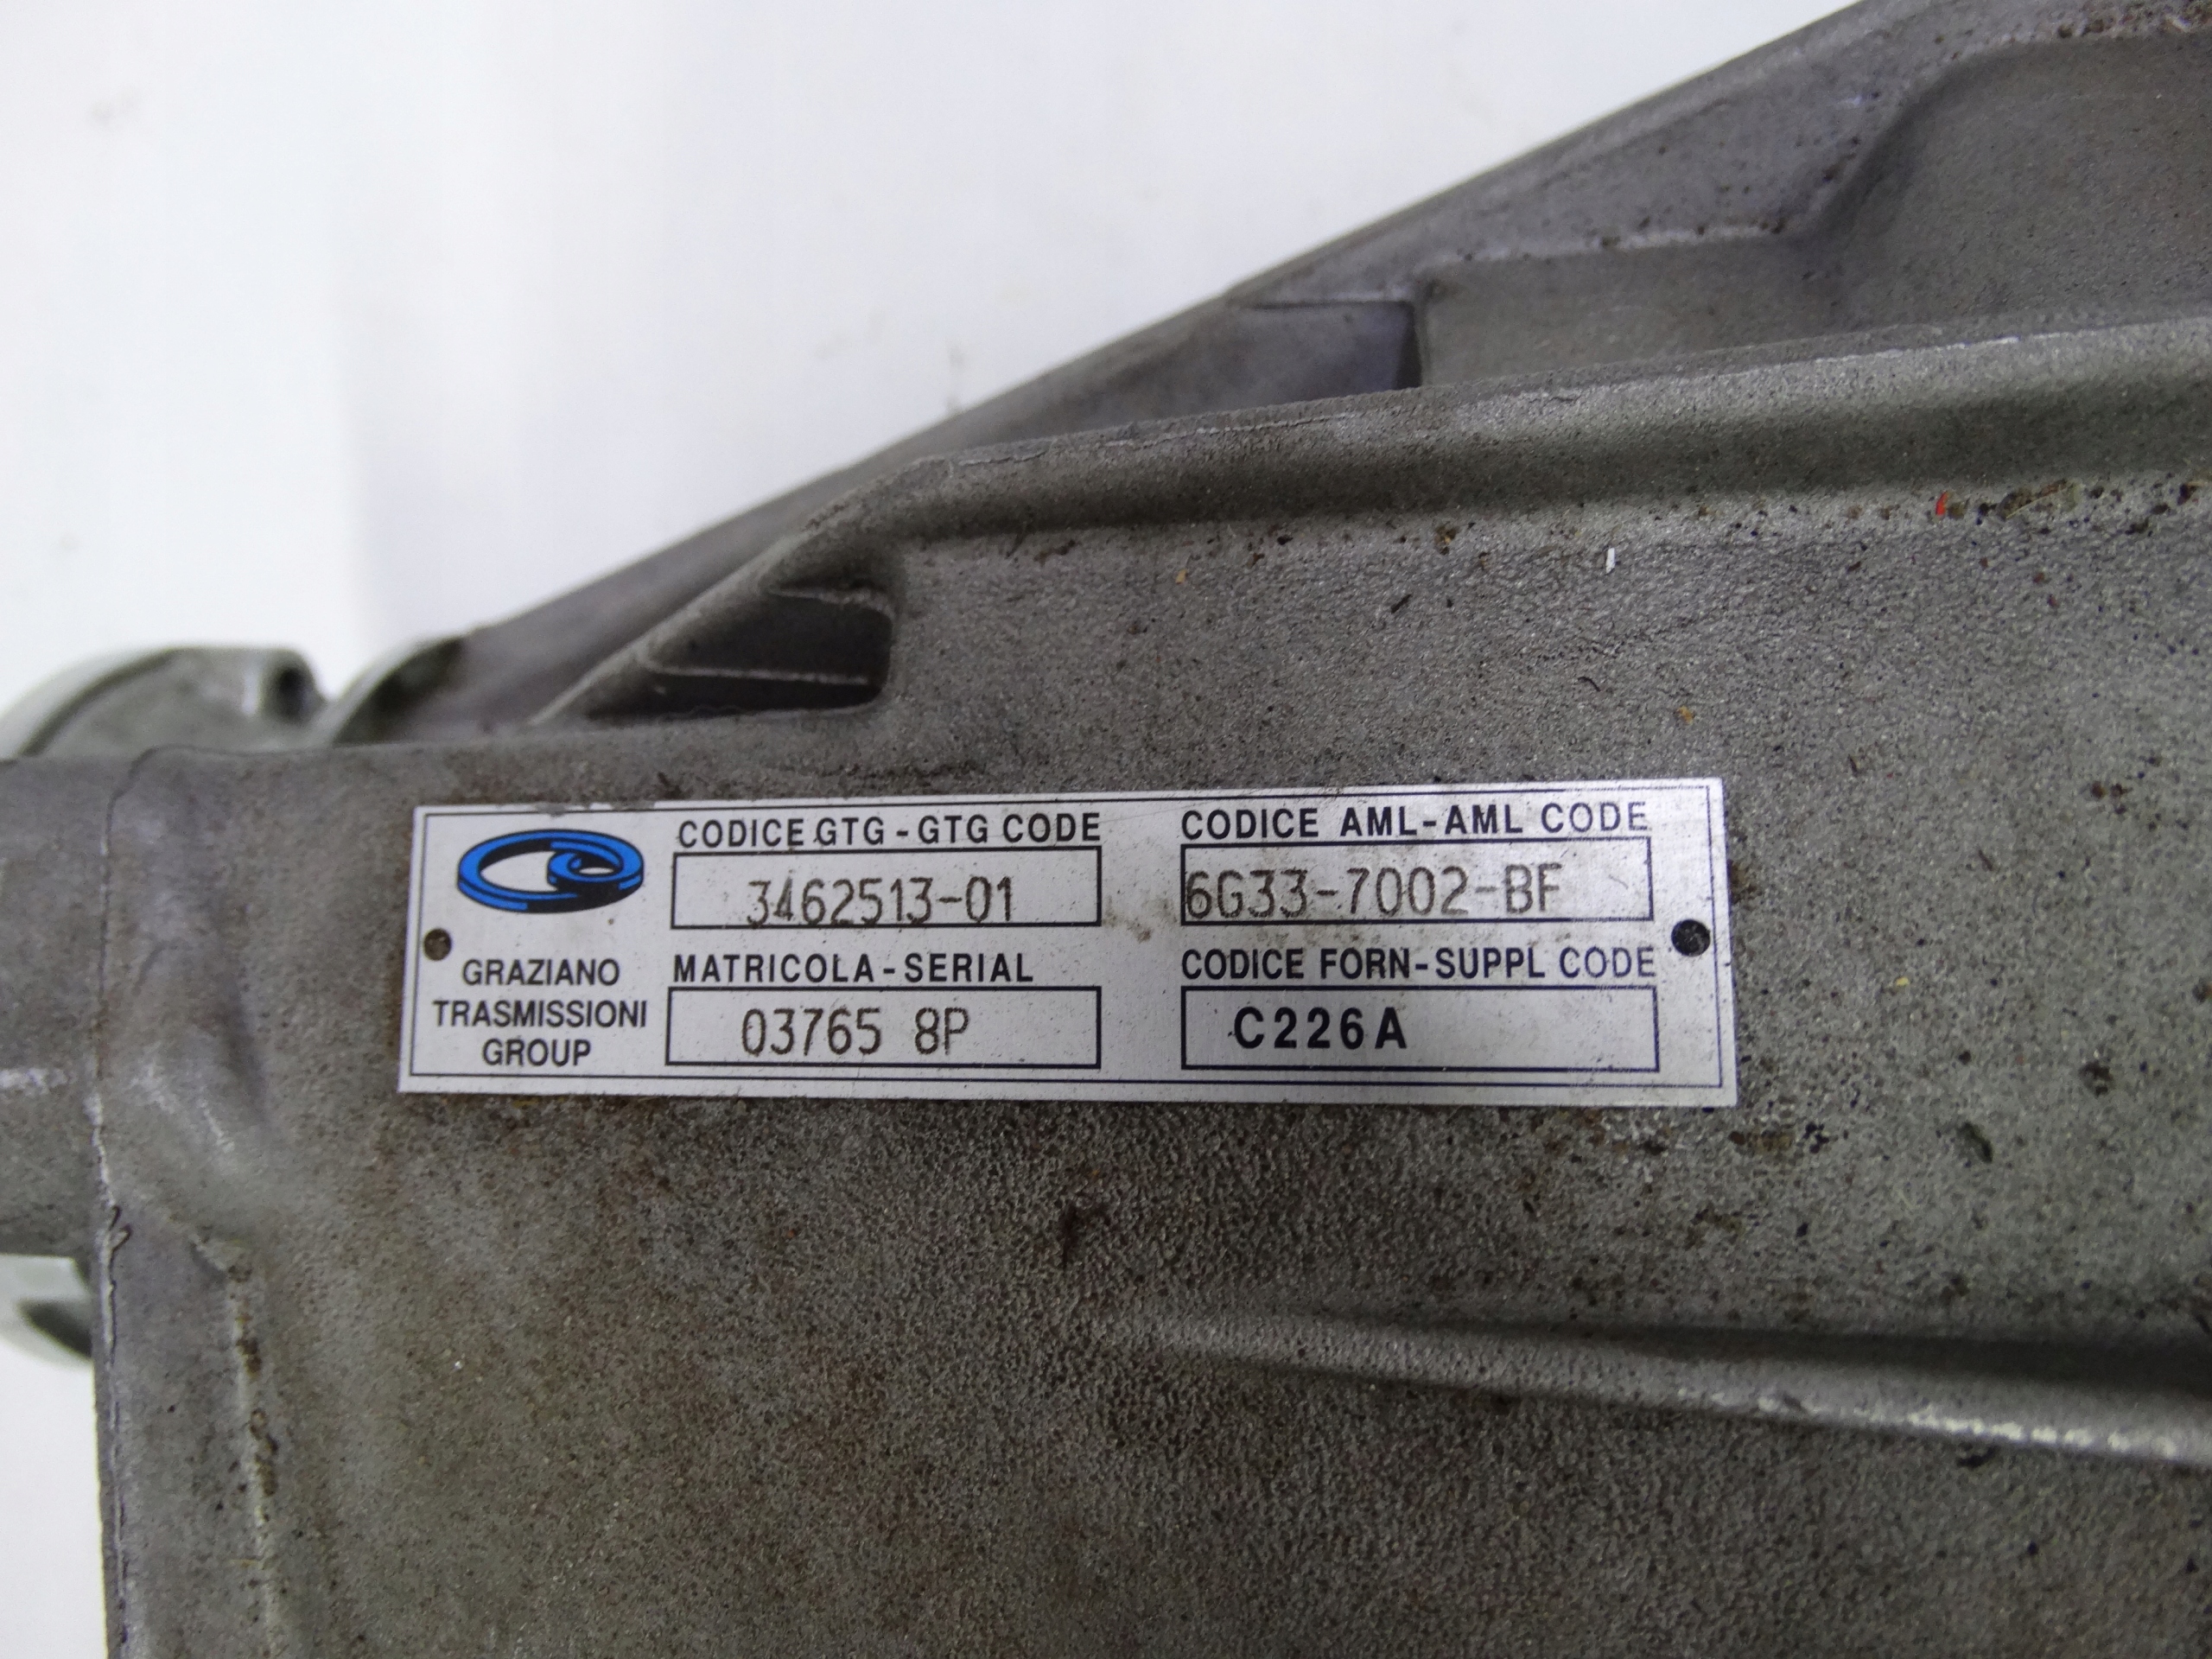 CODICE GTG - GTG CODE
3462513-01
CODICE AML-AML CODE
6G33-7002-BF
GRAZIANO
TRASMISSIONI
GROUP
MATRICOLA - SERIAL
03765 8P
CODICE FORN-SUPPL CODE
C226A